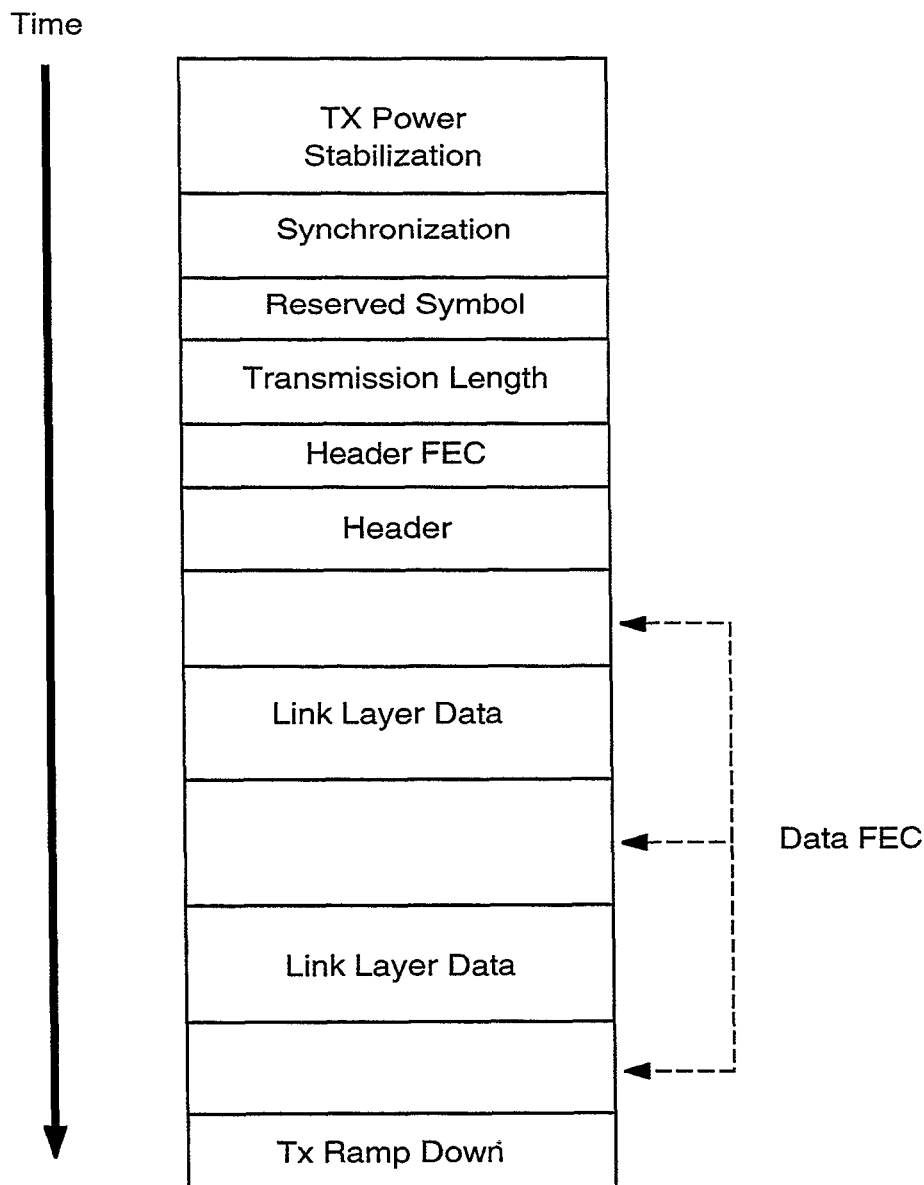 Time
TX Power
Stabilization
Synchronization
Reserved Symbol
Transmission Length
Header FEC
Header
Link Layer Data
Data FEC
Link Layer Data
Tx Ramp Down